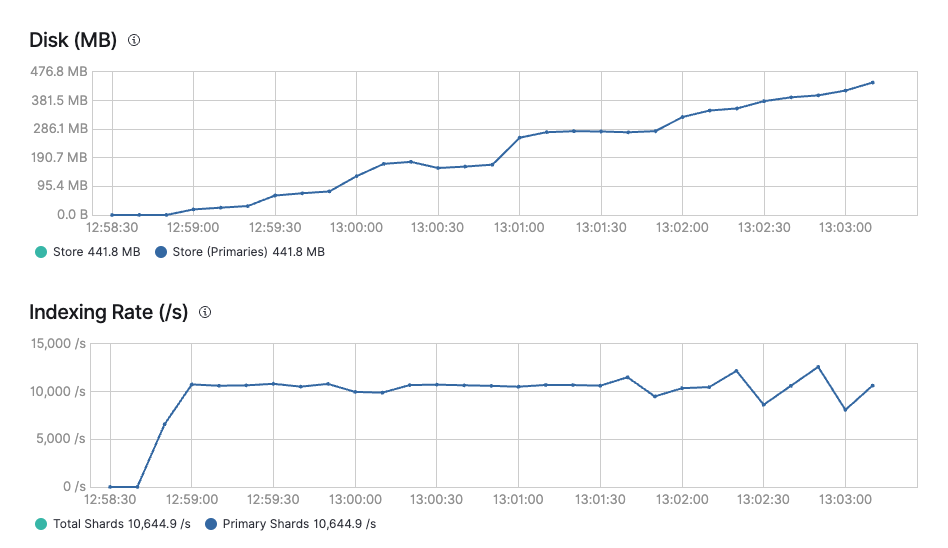 Disk (MB)
476.8 MB
381.5 MB
286.1 MB
190.7 MB
95.4 MB
0.0 B
12:58:30 12:59:00 12:59:30 13:00:00 13:00:30 13:01:00 13:01:30 13:02:00 13:02:30 13:03:00
Store 441.8 MB Store (Primaries) 441.8 MB
Indexing Rate (/s)
15,000 /s
10,000 /s
5,000 /s
0 /s
12:58:30 12:59:00 12:59:30 13:00:00 13:00:30 13:01:00 13:01:30 13:02:00 13:02:30 13:03:00
Total Shards 10,644.9 /s Primary Shards 10,644.9 /s